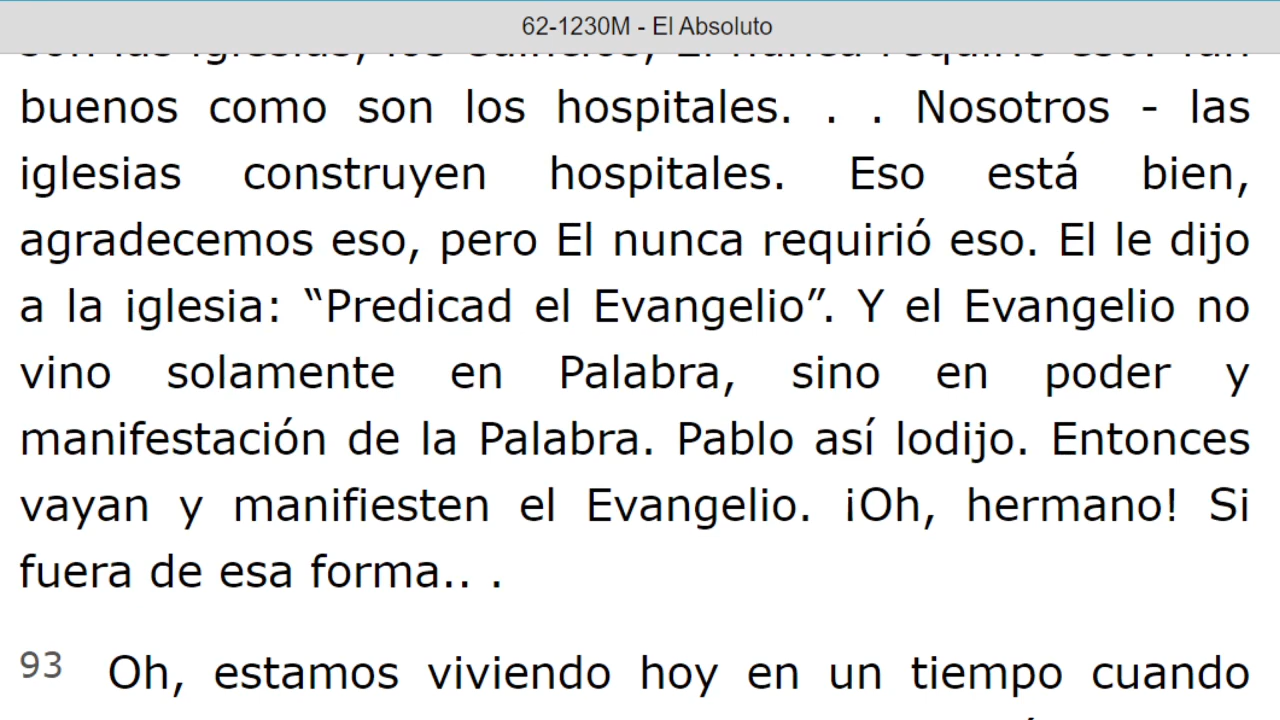 62-1230M - El Absoluto
buenos como son los hospitales. . . Nosotros - las
iglesias construyen hospitales. Eso está bien,
agradecemos eso, pero El nunca requirió eso. El le dijo
a la iglesia: “Predicad el Evangelio”. Y el Evangelio no
vino solamente en Palabra, sino en poder y
manifestación de la Palabra. Pablo así lodijo. Entonces
vayan y manifiesten el Evangelio. ¡Oh, hermano! Si
fuera de esa forma.. .
93 Oh, estamos viviendo hoy en un tiempo cuando